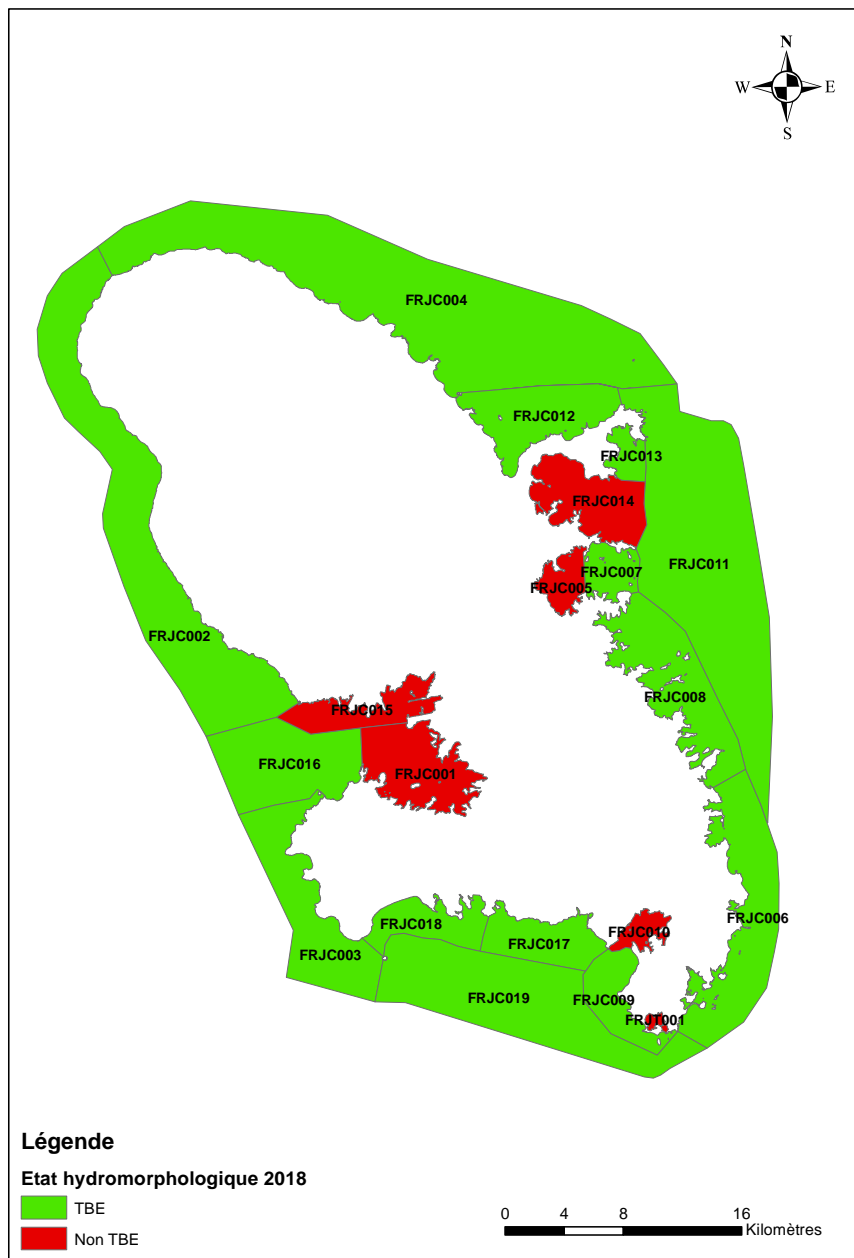 N
W E
S
FRJC004
FRJC012
FRJC013
FRJC014
FRJC011
FRJC007
FRJC005
FRJC002
FRJC008
FRJC015
FRJC016
FRJC001
FRJC006
FRJC018
FRJC010
FRJC017
FRJC003
FRJC019
FRJC009
FRJT001
Légende
Etat hydromorphologique 2018
TBE
Non TBE
0 4 8 16
Kilomètres